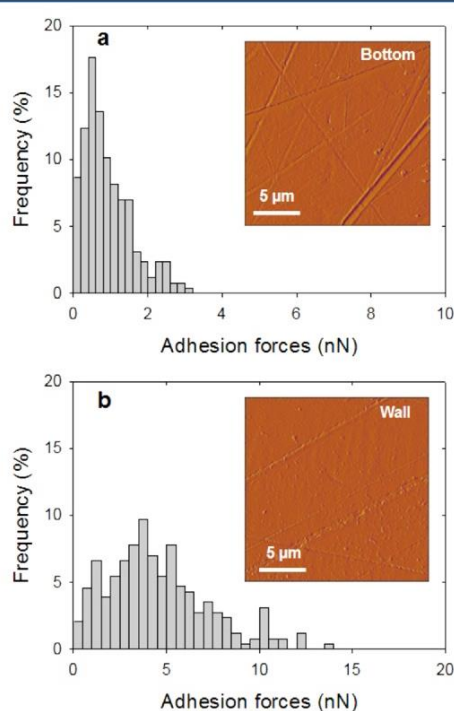 20
a
Bottom
15
Frequency (%)
10
5
5 µm
0
0 2 4 6 8 10
Adhesion forces (nN)
20
b
Wall
15
Frequency (%)
10
5
5 µm
0
0 5 10 15 20
Adhesion forces (nN)